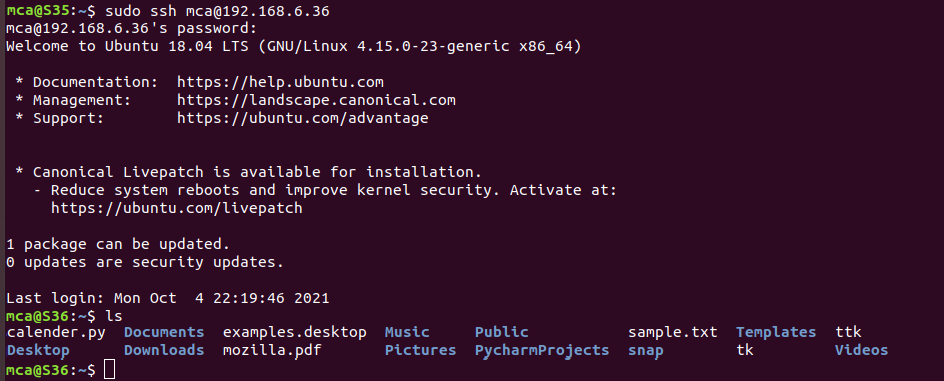 mca@S35:~$ sudo ssh mca@192.168.6.36
mca@192.168.6.36's password:
Welcome to Ubuntu 18.04 LTS (GNU/Linux 4.15.0-23-generic x86_64)
* Documentation:  https://help.ubuntu.com
* Management:     https://landscape.canonical.com
* Support:        https://ubuntu.com/advantage
* Canonical Livepatch is available for installation.
- Reduce system reboots and improve kernel security. Activate at:
https://ubuntu.com/livepatch
1 package can be updated.
0 updates are security updates.
Last login: Mon Oct  4 22:19:46 2021
mca@S36:~$ ls
calender.py  Documents  examples.desktop  Music     Public           sample.txt  Templates  ttk
Desktop      Downloads  mozilla.pdf       Pictures  PycharmProjects  snap        tk         Videos
mca@S36:~$